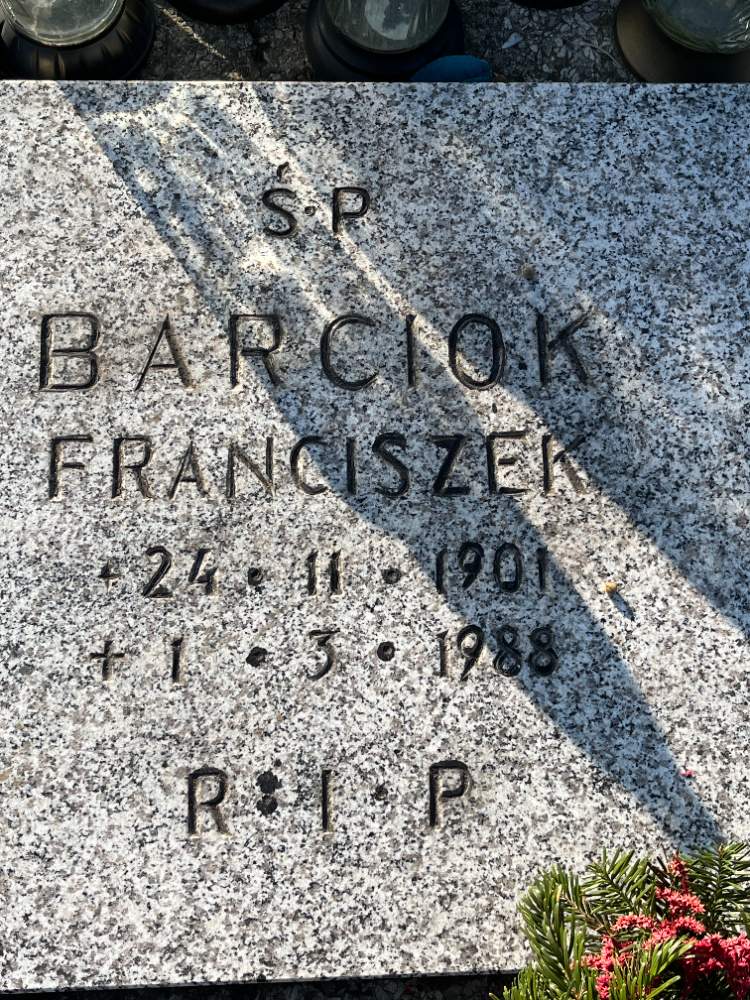 Ś·P
BARCIOK
FRANCISZEK
+24·11·1901
+1·3·1988
R·I·P